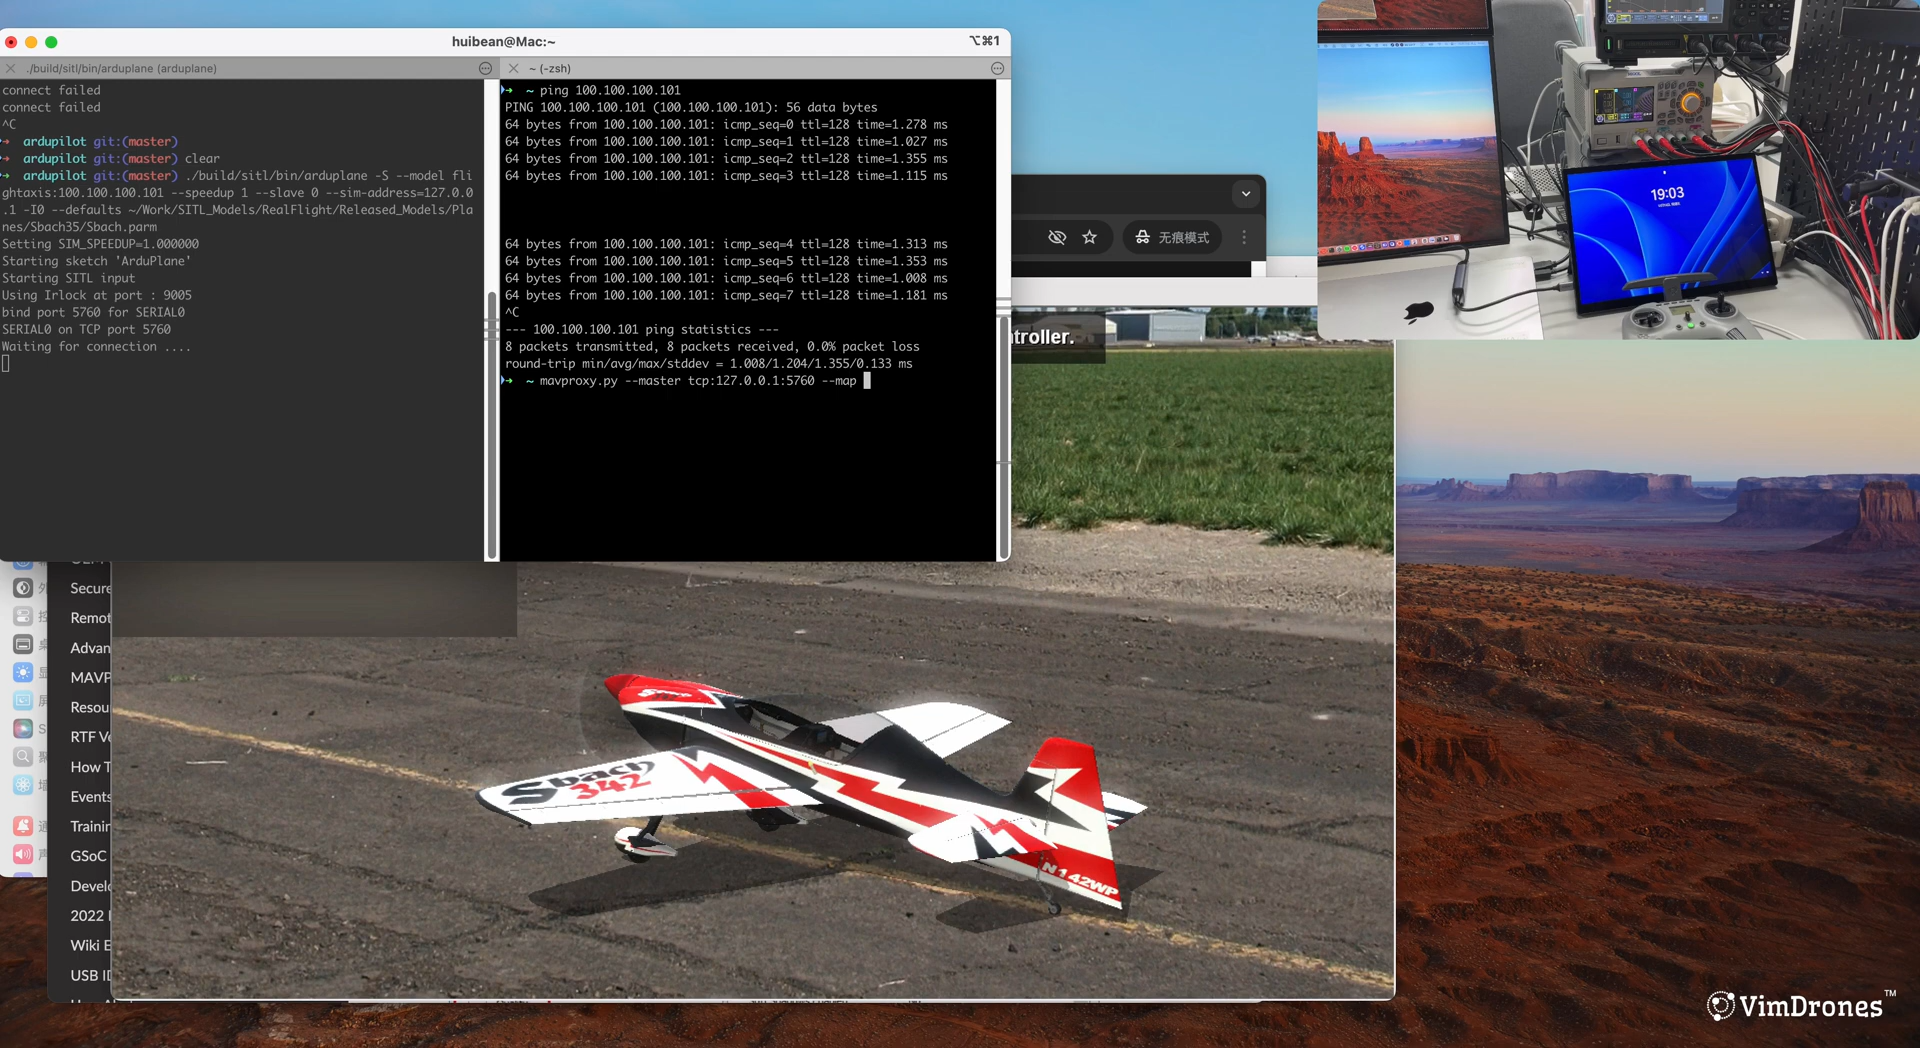 huibean@Mac:~
⌥⌘1
./build/sitl/bin/arduplane (arduplane)
~ (-zsh)
connect failed
connect failed
^C
➜ ardupilot git:(master)
➜ ardupilot git:(master) clear
➜ ardupilot git:(master) ./build/sitl/bin/arduplane -S --model fli
ghtaxis:100.100.100.101 --speedup 1 --slave 0 --sim-address=127.0.0
.1 -I0 --defaults ~/Work/SITL_Models/RealFlight/Released_Models/Pla
nes/Sbach35/Sbach.parm
Setting SIM_SPEEDUP=1.000000
Starting sketch 'ArduPlane'
Starting SITL input
Using Irlock at port : 9005
bind port 5760 for SERIAL0
SERIAL0 on TCP port 5760
Waiting for connection ....
➜ ~ ping 100.100.100.101
PING 100.100.100.101 (100.100.100.101): 56 data bytes
64 bytes from 100.100.100.101: icmp_seq=0 ttl=128 time=1.278 ms
64 bytes from 100.100.100.101: icmp_seq=1 ttl=128 time=1.027 ms
64 bytes from 100.100.100.101: icmp_seq=2 ttl=128 time=1.355 ms
64 bytes from 100.100.100.101: icmp_seq=3 ttl=128 time=1.115 ms
64 bytes from 100.100.100.101: icmp_seq=4 ttl=128 time=1.313 ms
64 bytes from 100.100.100.101: icmp_seq=5 ttl=128 time=1.353 ms
64 bytes from 100.100.100.101: icmp_seq=6 ttl=128 time=1.008 ms
64 bytes from 100.100.100.101: icmp_seq=7 ttl=128 time=1.181 ms
^C
--- 100.100.100.101 ping statistics ---
8 packets transmitted, 8 packets received, 0.0% packet loss
round-trip min/avg/max/stddev = 1.008/1.204/1.355/0.133 ms
➜ ~ mavproxy.py --master tcp:127.0.0.1:5760 --map
无痕模式
19:03
troller.
Secure
Remot
Advan
MAVP
Resou
RTF Ve
How T
Events
Trainin
GSoC
Develo
2022
Wiki E
USB ID
Sbach
342
N142WP
VimDrones™